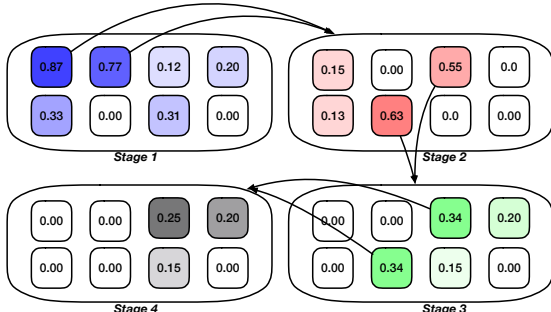 0.87 0.77 0.12 0.20
0.33 0.00 0.31 0.00
Stage 1
0.15 0.00 0.55 0.0
0.13 0.63 0.0 0.00
Stage 2
0.00 0.00 0.25 0.20
0.00 0.00 0.15 0.00
Stage 4
0.00 0.00 0.34 0.20
0.00 0.34 0.15 0.00
Stage 3